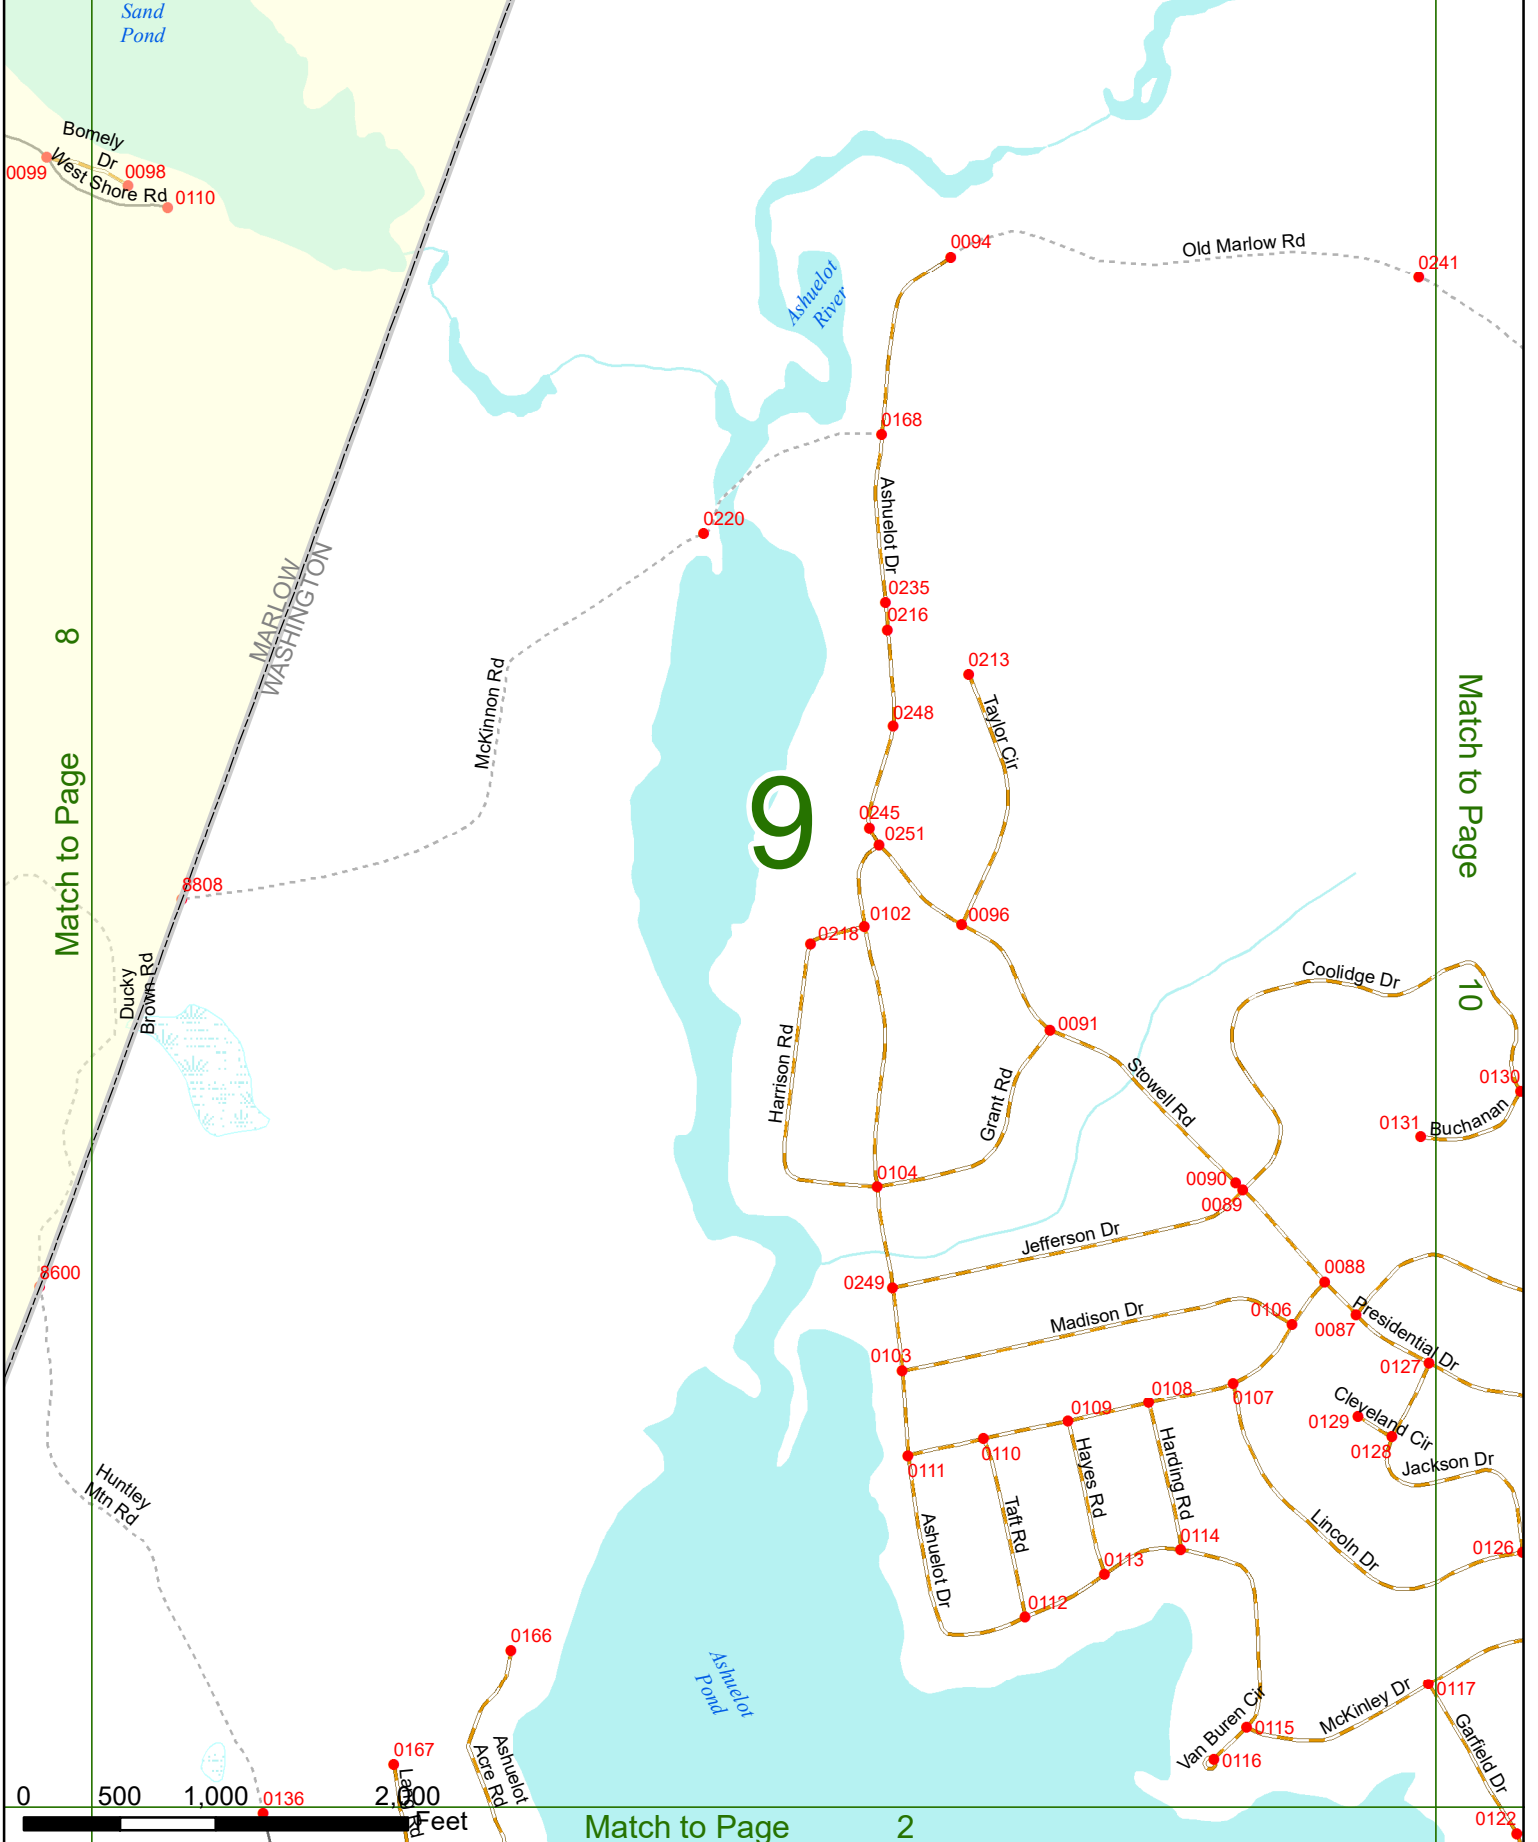 Sand
Pond
Bomely
Dr
0099
West Shore Rd
0098
0110
0094
Old Marlow Rd
0241
Ashuelot
River
0168
Ashuelot Dr
0220
0235
0216
MARLOW
WASHINGTON
8
Match to Page
McKinnon Rd
0213
Taylor Cir
0248
Match to Page
10
9
0245
0251
8808
0102
0218
0096
Ducky
Brown Rd
Coolidge Dr
0091
Harrison Rd
Grant Rd
Stowell Rd
0130
0131
Buchanan
0104
0090
0089
Jefferson Dr
8600
0249
0088
Madison Dr
0106
0087
Presidential Dr
0103
0127
0107
0108
0109
Cleveland Cir
0129
0128
0110
0111
Jackson Dr
Huntley
Mtn Rd
Taft Rd
Hayes Rd
Harding Rd
Lincoln Dr
Ashuelot Dr
0114
0113
0126
0112
0166
Ashuelot
Pond
McKinley Dr
0117
Van Buren Cir
0115
0116
Garfield Dr
0167
Ashuelot
Acre Rd
0136
0122
0 500 1,000 2,000
Feet
Match to Page 2